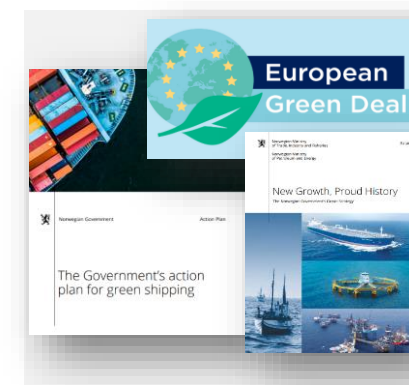 European
Green Deal
Norwegian Ministry
of Trade, Industry and Fisheries
Norwegian Ministry
of Petroleum and Energy
New Growth, Proud History
The Norwegian Government's Ocean Strategy
Norwegian Government
Action Plan
The Government's action
plan for green shipping